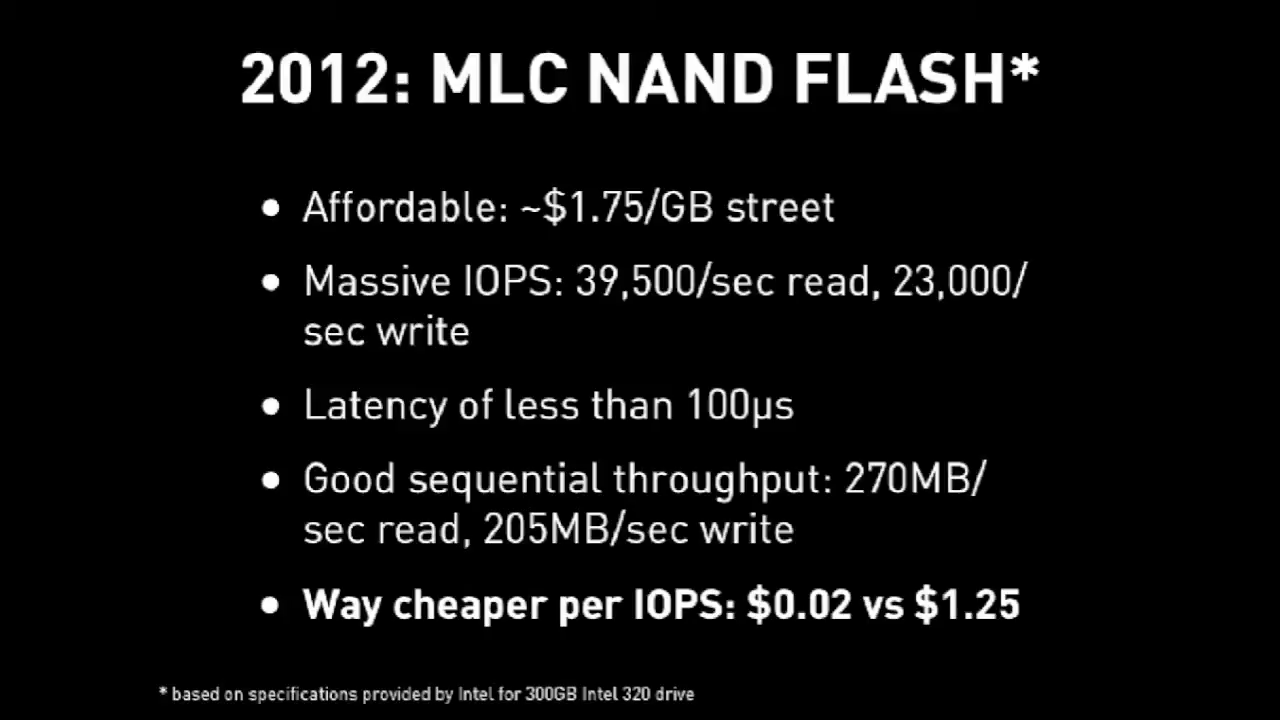 2012: MLC NAND FLASH*
• Affordable: ~$1.75/GB street
• Massive IOPS: 39,500/sec read, 23,000/
sec write
• Latency of less than 100μs
• Good sequential throughput: 270MB/
sec read, 205MB/sec write
• Way cheaper per IOPS: $0.02 vs $1.25
* based on specifications provided by Intel for 300GB Intel 320 drive